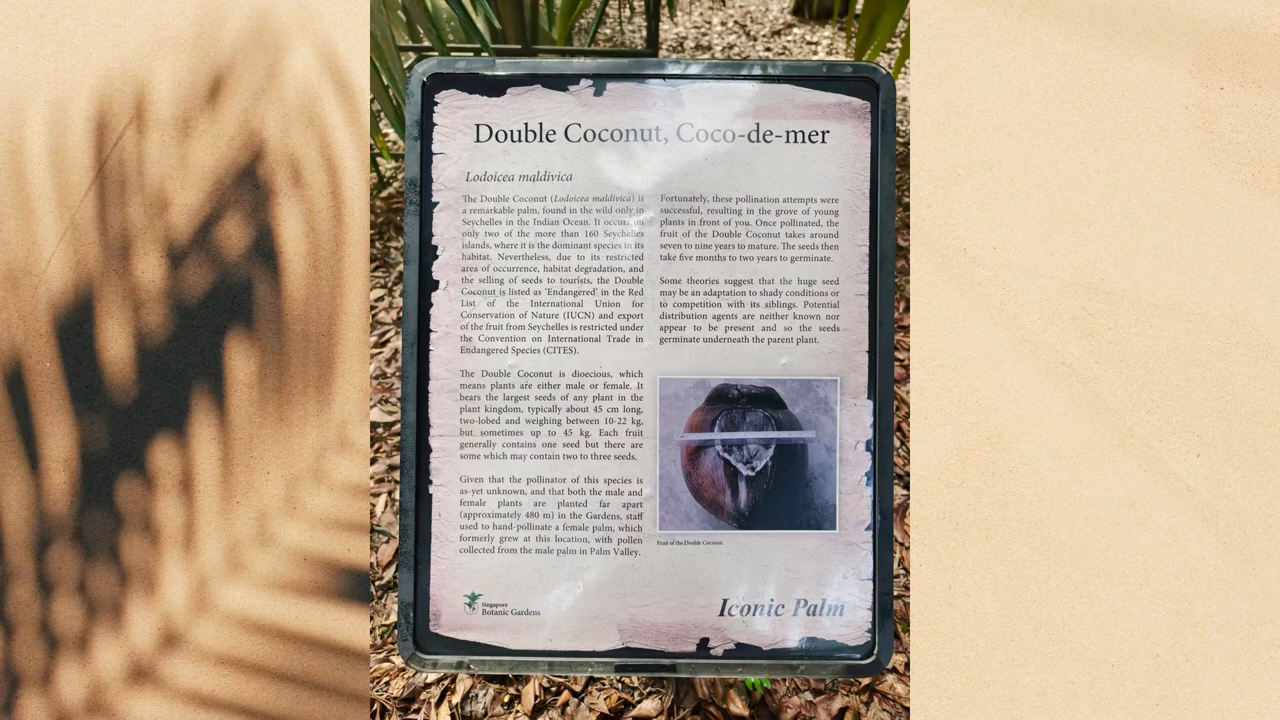 Double Coconut, Coco-de-mer
Lodoicea maldivica
The Double Coconut (Lodoicea maldivica) is
a remarkable palm, found in the wild only in
Seychelles in the Indian Ocean. It occurs on
only two of the more than 160 Seychelles
islands, where it is the dominant species in its
habitat. Nevertheless, due to its restricted
area of occurrence, habitat degradation, and
the selling of seeds to tourists, the Double
Coconut is listed as 'Endangered' in the Red
List of the International Union for
Conservation of Nature (IUCN) and export
of the fruit from Seychelles is restricted under
the Convention on International Trade in
Endangered Species (CITES).
The Double Coconut is dioecious, which
means plants are either male or female. It
bears the largest seeds of any plant in the
plant kingdom, typically about 45 cm long,
two-lobed and weighing between 10-22 kg,
but sometimes up to 45 kg. Each fruit
generally contains one seed but there are
some which may contain two to three seeds.
Given that the pollinator of this species is
as-yet unknown, and that both the male and
female plants are planted far apart
(approximately 480 m) in the Gardens, staff
used to hand-pollinate a female palm, which
formerly grew at this location, with pollen
collected from the male palm in Palm Valley.
Fortunately, these pollination attempts were
successful, resulting in the grove of young
plants in front of you. Once pollinated, the
fruit of the Double Coconut takes around
seven to nine years to mature. The seeds then
take five months to two years to germinate.
Some theories suggest that the huge seed
may be an adaptation to shady conditions or
to competition with its siblings. Potential
distribution agents are neither known nor
appear to be present and so the seeds
germinate underneath the parent plant.
Fruit of the Double Coconut.
Singapore
Botanic Gardens
Iconic Palm